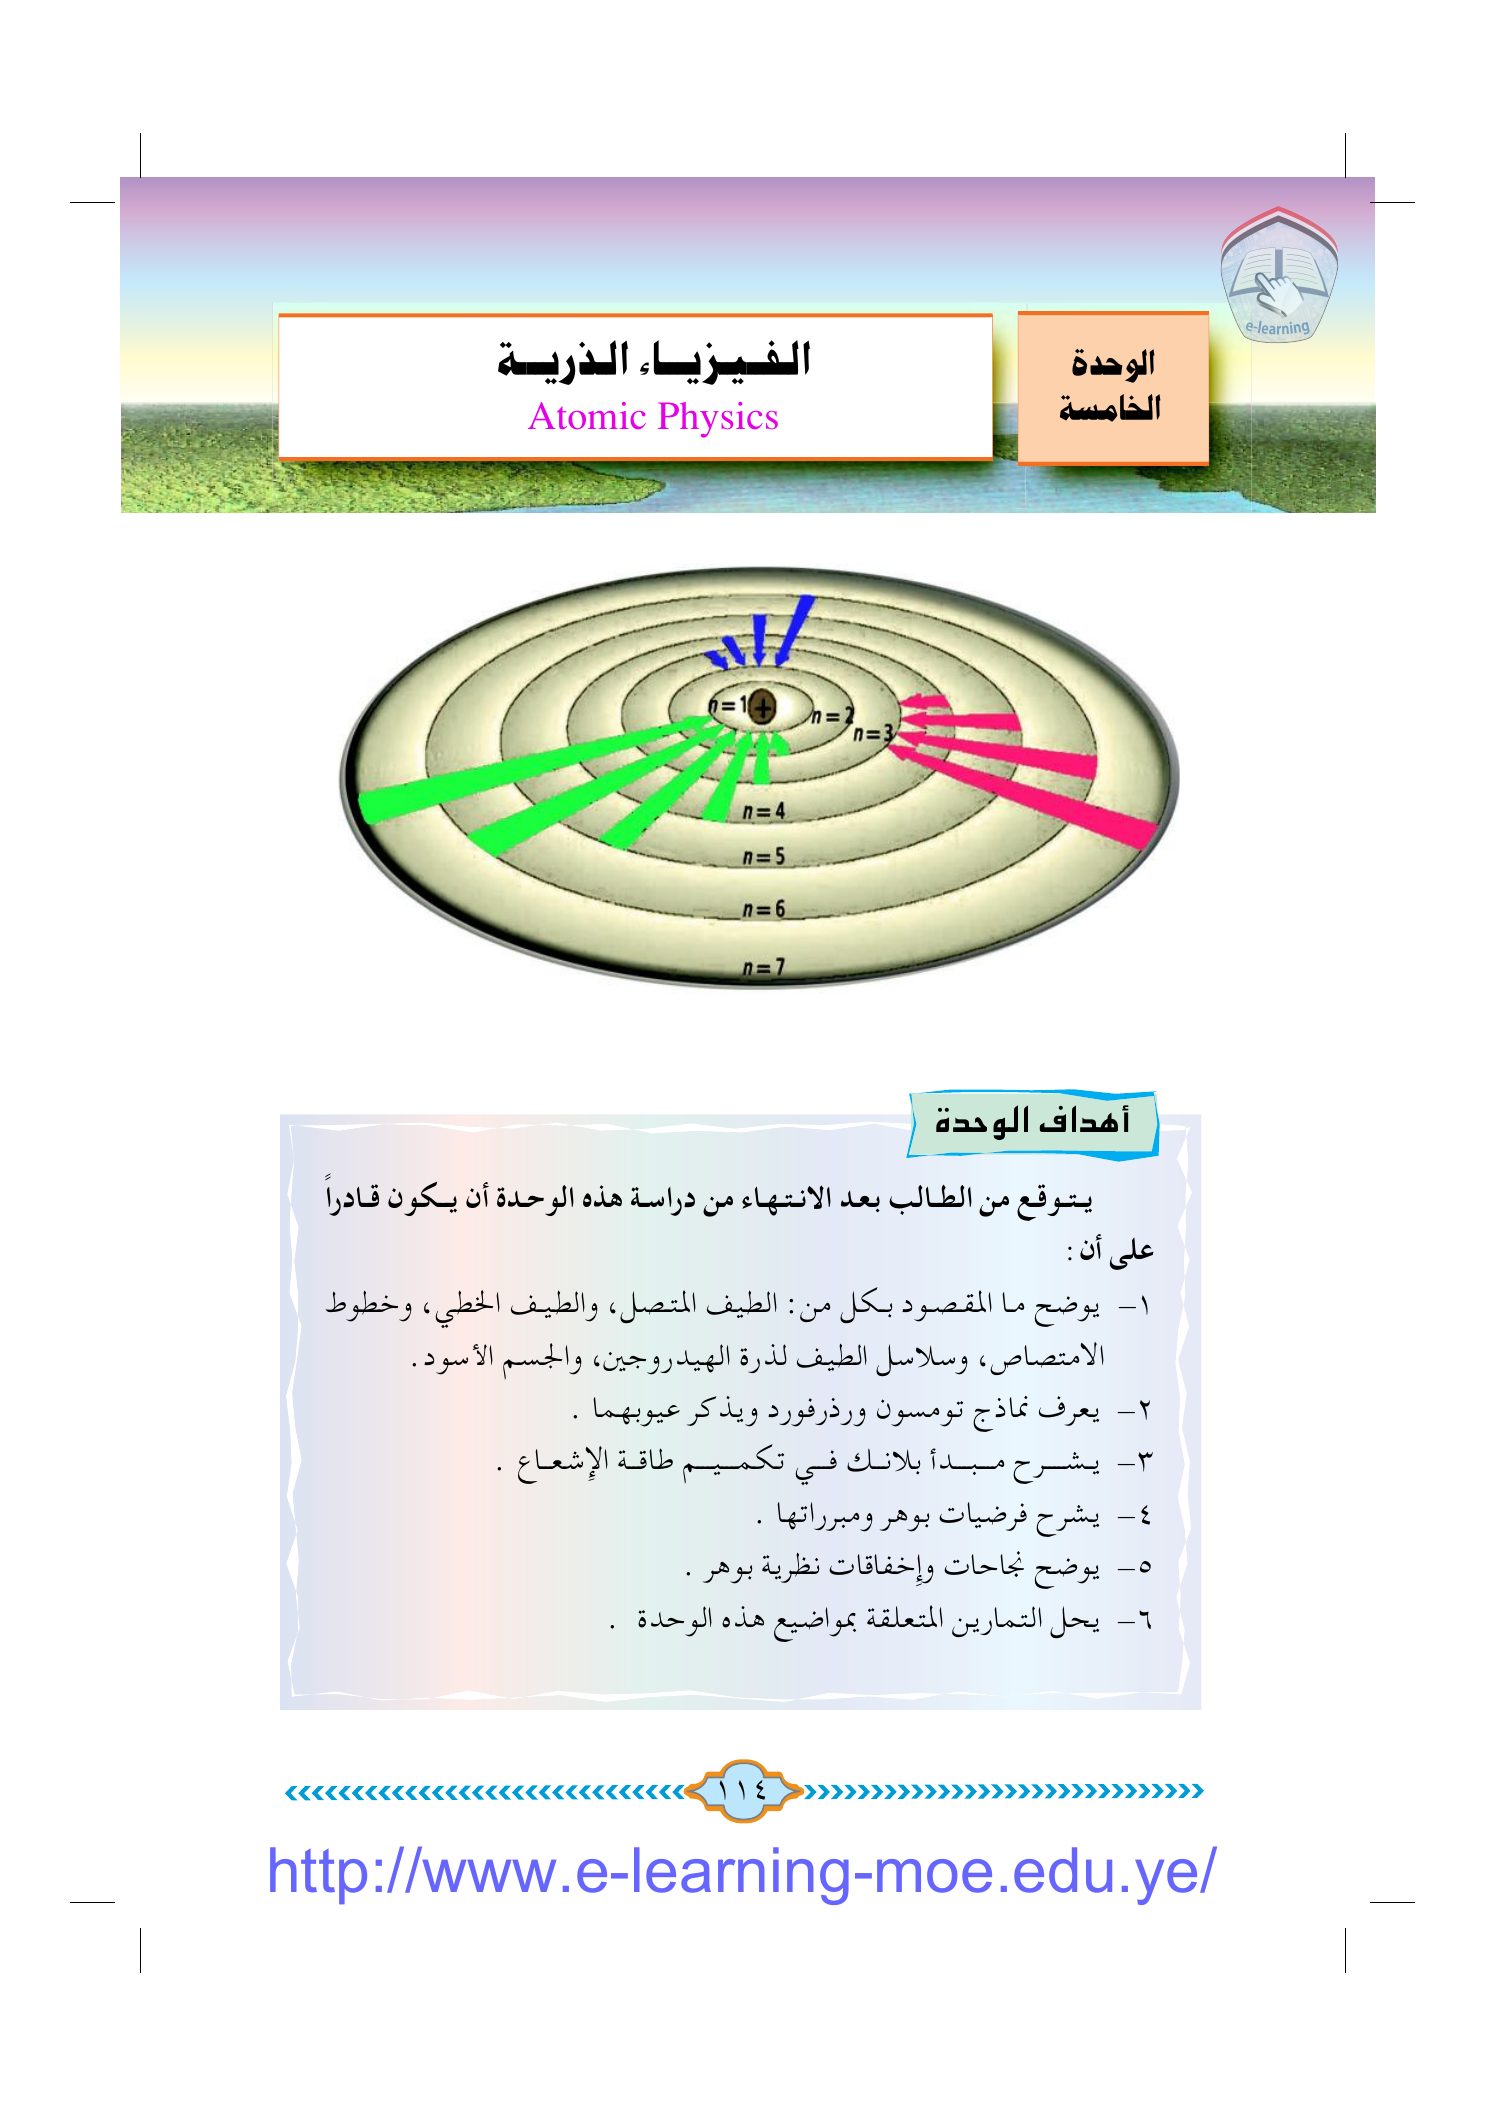 e-learning
الوحدة
الخامسة
الفيزياء الذرية
Atomic Physics
n=1
n=2
n=3
n=4
n=5
n=6
n=7
أهداف الوحدة
يتوقع من الطالب بعد الانتهاء من دراسة هذه الوحدة أن يكون قادراً
على أن :
١– يوضح ما المقصود بكل من : الطيف المتصل، والطيف الخطي، وخطوط
الامتصاص، وسلاسل الطيف لذرة الهيدروجين، والجسم الأسود .
٢– يعرف نماذج تومسون ورذرفورد ويذكر عيوبهما .
٣– يشرح مبدأ بلانك في تكميم طاقة الإشعاع .
٤– يشرح فرضيات بوهر ومبرراتها .
٥– يوضح نجاحات وإخفاقات نظرية بوهر .
٦– يحل التمارين المتعلقة بمواضيع هذه الوحدة .
١١٤
http://www.e-learning-moe.edu.ye/